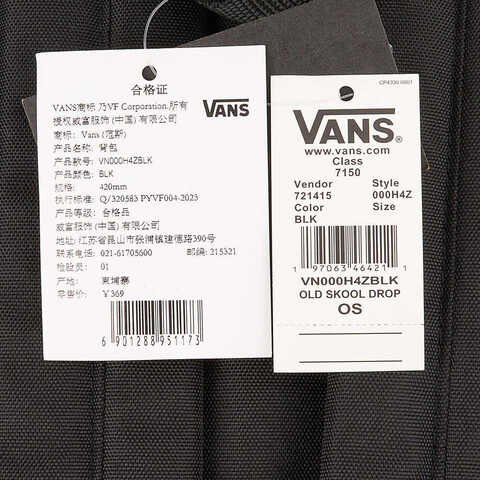 合格证
VANS商标 乃VF Corporation.所有
授权威富服饰(中国)有限公司
VANS
商标: Vans (范斯)
产品名称: 背包
产品款号: VN000H4ZBLK
产品颜色: BLK
规格: 420mm
执行标准: Q/320583 PYVF004-2023
产品等级: 合格品
威富服饰(中国)有限公司
地址: 江苏省昆山市张浦镇建德路390号
联系电话: 021-61705600 邮编: 215321
检验员: 01
产地: 柬埔寨
零售价: ￥369
6 901288 951173
CP4330 0001
VANS
www.vans.com
Class
7150
Vendor Style
721415 000H4Z
Color Size
BLK
1 97063 46421 1
VN000H4ZBLK
OLD SKOOL DROP
OS